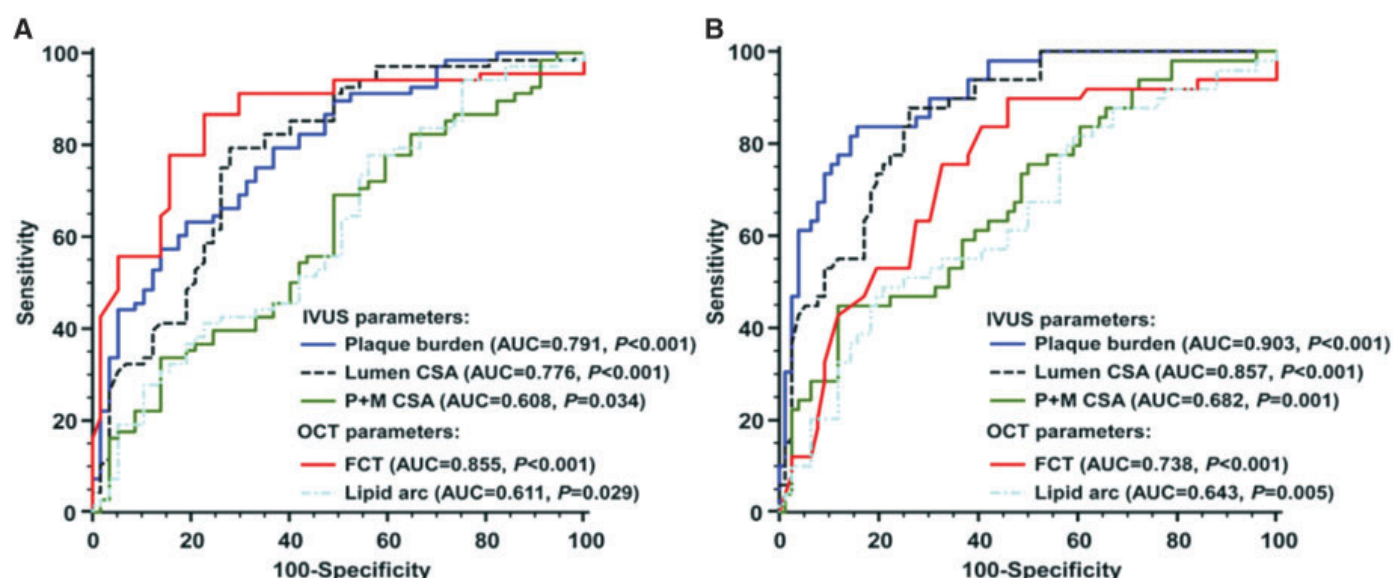 A
100
80
60
40
20
0
Sensitivity
IVUS parameters:
Plaque burden (AUC=0.791, P<0.001)
Lumen CSA (AUC=0.776, P<0.001)
P+M CSA (AUC=0.608, P=0.034)
OCT parameters:
FCT (AUC=0.855, P<0.001)
Lipid arc (AUC=0.611, P=0.029)
0 20 40 60 80 100
100-Specificity
B
100
80
60
40
20
0
Sensitivity
IVUS parameters:
Plaque burden (AUC=0.903, P<0.001)
Lumen CSA (AUC=0.857, P<0.001)
P+M CSA (AUC=0.682, P=0.001)
OCT parameters:
FCT (AUC=0.738, P<0.001)
Lipid arc (AUC=0.643, P=0.005)
0 20 40 60 80 100
100-Specificity